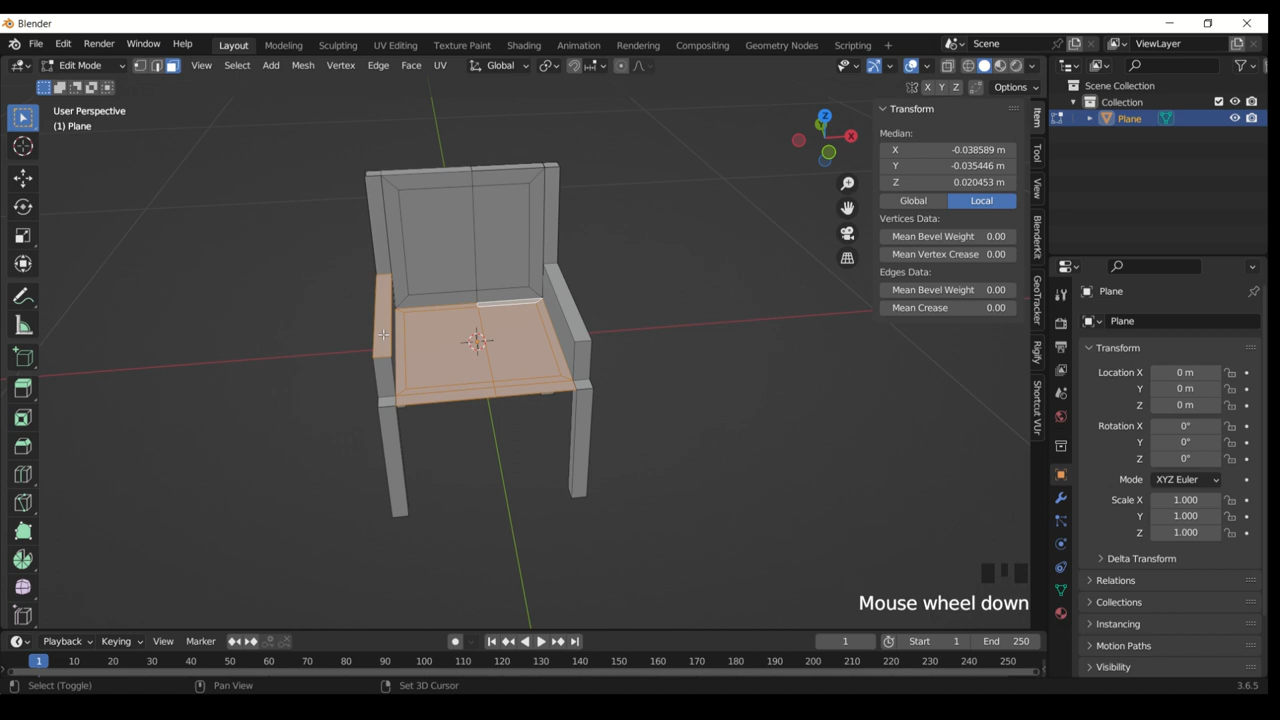 Blender
File Edit Render Window Help Layout Modeling Sculpting UV Editing Texture Paint Shading Animation Rendering Compositing Geometry Nodes Scripting + Scene ViewLayer
Edit Mode View Select Add Mesh Vertex Edge Face UV Global
X Y Z Options
User Perspective
(1) Plane
Z
Y
X
Transform
Median:
X -0.038589 m
Y -0.035446 m
Z 0.020453 m
Global Local
Vertices Data:
Mean Bevel Weight 0.00
Mean Vertex Crease 0.00
Edges Data:
Mean Bevel Weight 0.00
Mean Crease 0.00
Item
Tool
View
BlenderKit
GeoTracker
Rigify
Shortcut VUr
Scene Collection
Collection
Plane
Plane
Plane
Transform
Location X 0 m
Y 0 m
Z 0 m
Rotation X 0°
Y 0°
Z 0°
Mode XYZ Euler
Scale X 1.000
Y 1.000
Z 1.000
Delta Transform
Relations
Collections
Instancing
Motion Paths
Visibility
Mouse wheel down
Playback Keying View Marker 1 Start 1 End 250
1 10 20 30 40 50 60 70 80 90 100 110 120 130 140 150 160 170 180 190 200 210 220 230 240 250
Select (Toggle) Pan View Set 3D Cursor 3.6.5